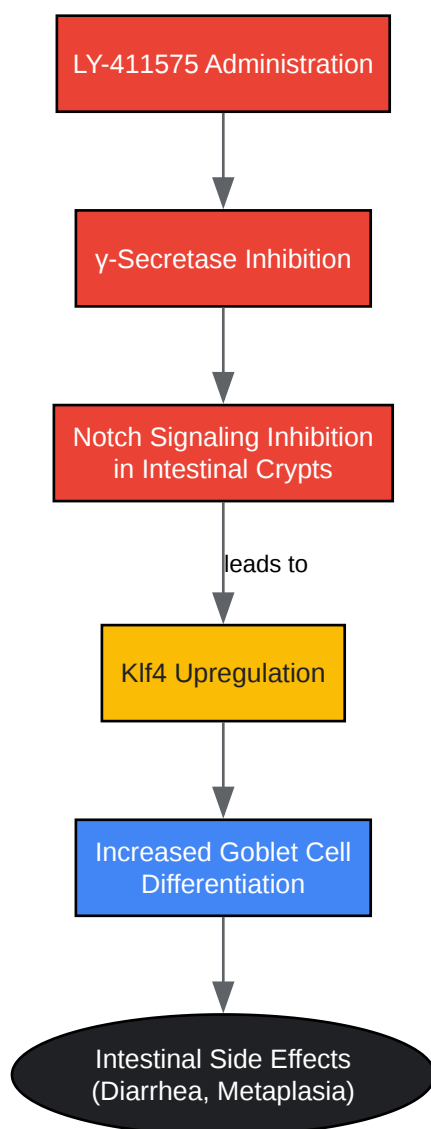 LY-411575 Administration
γ-Secretase Inhibition
Notch Signaling Inhibition
in Intestinal Crypts
leads to
Klf4 Upregulation
Increased Goblet Cell
Differentiation
Intestinal Side Effects
(Diarrhea, Metaplasia)